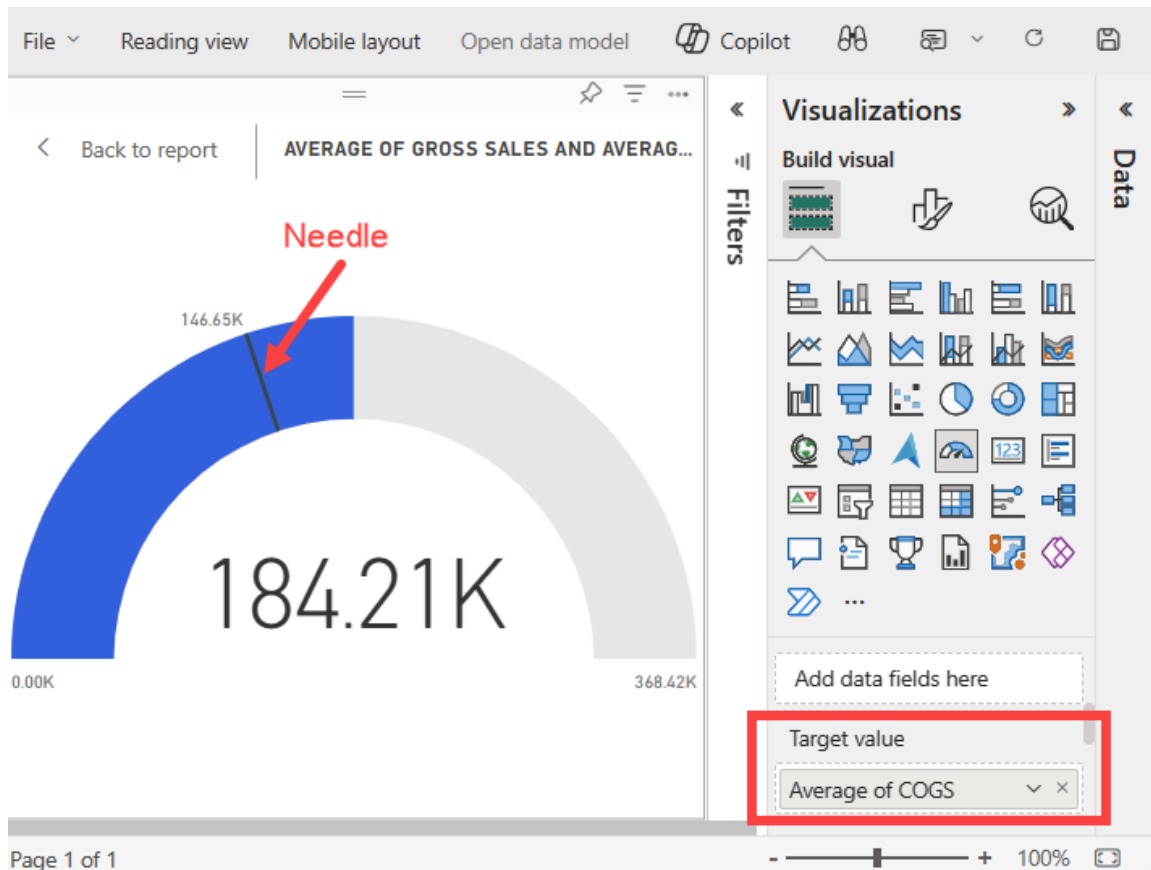 File Reading view Mobile layout Open data model Copilot
Back to report AVERAGE OF GROSS SALES AND AVERAG...
Needle
146.65K
184.21K
0.00K 368.42K
Filters
Visualizations
Build visual
123
Add data fields here
Target value
Average of COGS
Data
Page 1 of 1
- + 100%